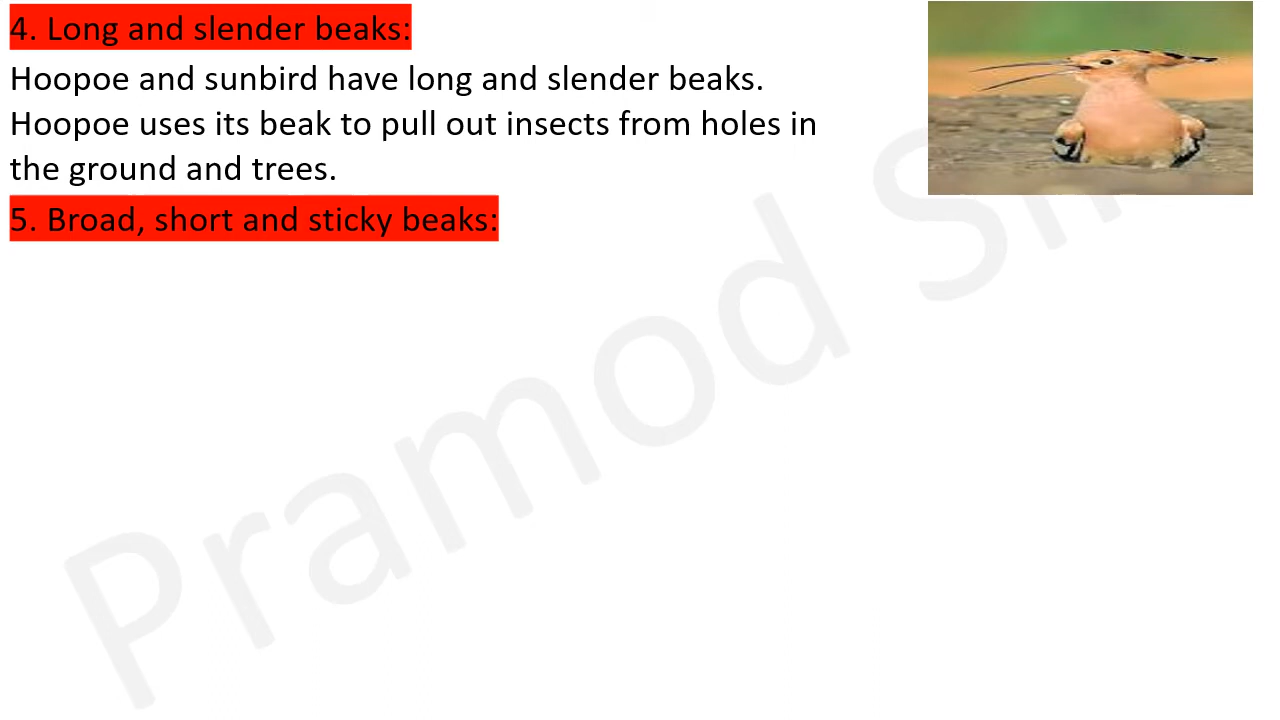 4. Long and slender beaks:
Hoopoe and sunbird have long and slender beaks.
Hoopoe uses its beak to pull out insects from holes in
the ground and trees.
5. Broad, short and sticky beaks:
Pramod